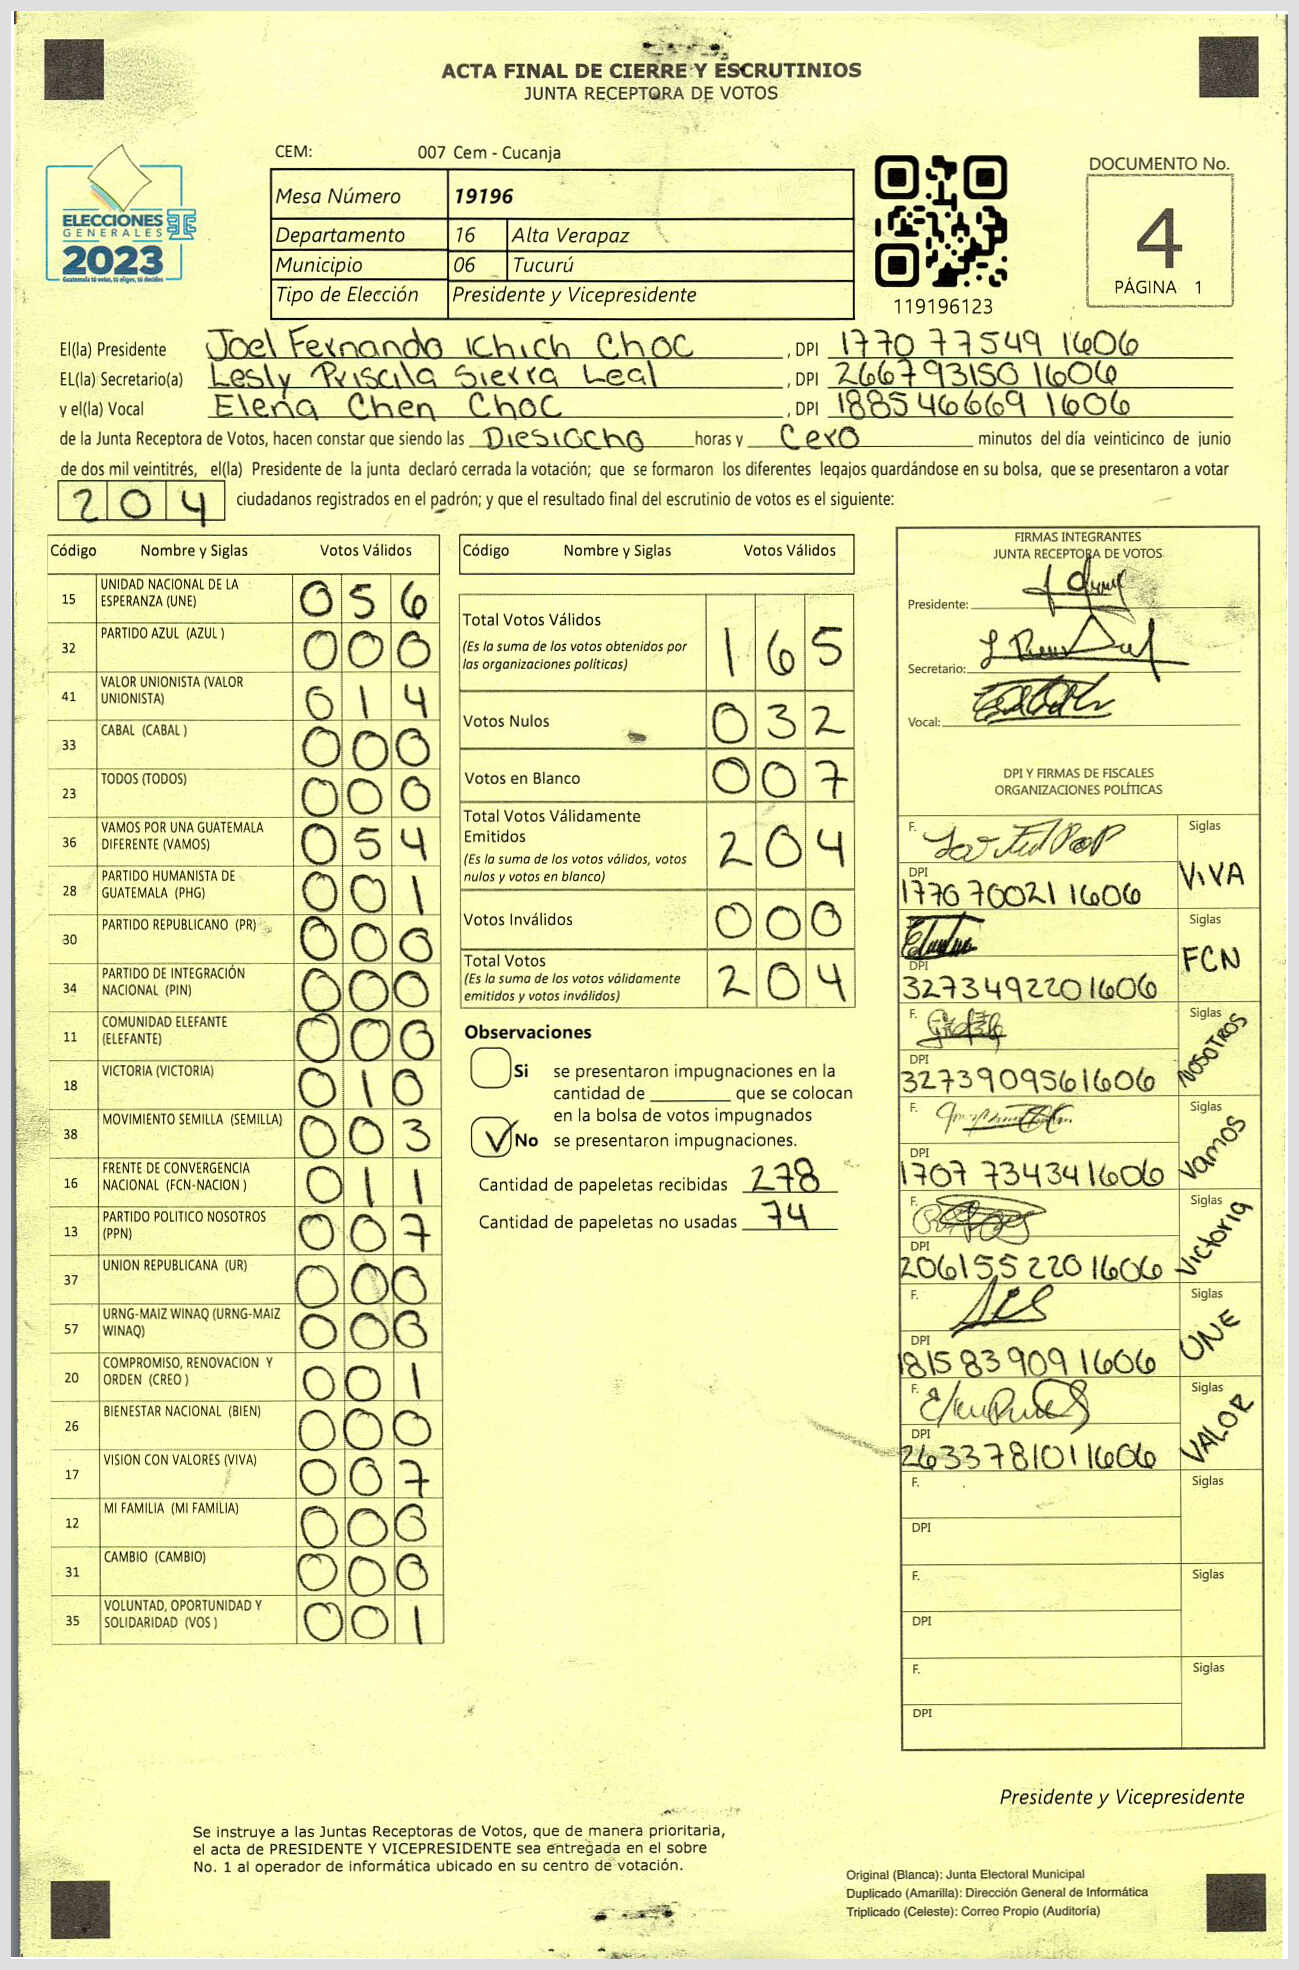 ACTA FINAL DE CIERRE Y ESCRUTINIOS
JUNTA RECEPTORA DE VOTOS
ELECCIONES
GENERALES
2023
Guatemala tú votas, tú eliges, tú decides
CEM: 007 Cem - Cucanja
Mesa Número 19196
Departamento 16 Alta Verapaz
Municipio 06 Tucurú
Tipo de Elección Presidente y Vicepresidente
119196123
DOCUMENTO No.
4
PÁGINA 1
El(la) Presidente Joel Fernando Ichich Choc , DPI 1770 77549 1606
EL(la) Secretario(a) Lesly Priscila Sierra Leal , DPI 266793150 1606
y el(la) Vocal Elena Chen Choc , DPI 188546669 1606
de la Junta Receptora de Votos, hacen constar que siendo las Diesiocho horas y Cero minutos del día veinticinco de junio
de dos mil veintitrés, el(la) Presidente de la junta declaró cerrada la votación; que se formaron los diferentes legajos guardándose en su bolsa, que se presentaron a votar
204 ciudadanos registrados en el padrón; y que el resultado final del escrutinio de votos es el siguiente:
Código Nombre y Siglas Votos Válidos
15 UNIDAD NACIONAL DE LA ESPERANZA (UNE) 056
32 PARTIDO AZUL (AZUL ) 000
41 VALOR UNIONISTA (VALOR UNIONISTA) 014
33 CABAL (CABAL ) 000
23 TODOS (TODOS) 000
36 VAMOS POR UNA GUATEMALA DIFERENTE (VAMOS) 054
28 PARTIDO HUMANISTA DE GUATEMALA (PHG) 001
30 PARTIDO REPUBLICANO (PR) 000
34 PARTIDO DE INTEGRACIÓN NACIONAL (PIN) 000
11 COMUNIDAD ELEFANTE (ELEFANTE) 000
18 VICTORIA (VICTORIA) 010
38 MOVIMIENTO SEMILLA (SEMILLA) 003
16 FRENTE DE CONVERGENCIA NACIONAL (FCN-NACION ) 011
13 PARTIDO POLITICO NOSOTROS (PPN) 007
37 UNION REPUBLICANA (UR) 000
57 URNG-MAIZ WINAQ (URNG-MAIZ WINAQ) 000
20 COMPROMISO, RENOVACION Y ORDEN (CREO ) 001
26 BIENESTAR NACIONAL (BIEN) 000
17 VISION CON VALORES (VIVA) 007
12 MI FAMILIA (MI FAMILIA) 000
31 CAMBIO (CAMBIO) 000
35 VOLUNTAD, OPORTUNIDAD Y SOLIDARIDAD (VOS ) 001
Código Nombre y Siglas Votos Válidos
Total Votos Válidos 165
(Es la suma de los votos obtenidos por
las organizaciones políticas)
Votos Nulos 032
Votos en Blanco 007
Total Votos Válidamente
Emitidos 204
(Es la suma de los votos válidos, votos
nulos y votos en blanco)
Votos Inválidos 000
Total Votos 204
(Es la suma de los votos válidamente
emitidos y votos inválidos)
Observaciones
Si se presentaron impugnaciones en la
cantidad de ________ que se colocan
en la bolsa de votos impugnados
No se presentaron impugnaciones.
Cantidad de papeletas recibidas 278
Cantidad de papeletas no usadas 74
FIRMAS INTEGRANTES
JUNTA RECEPTORA DE VOTOS
Presidente:
Secretario:
Vocal:
DPI Y FIRMAS DE FISCALES
ORGANIZACIONES POLÍTICAS
F. Siglas
DPI VIVA
1770 70021 1606
F. Siglas
DPI FCN
3273492201606
F. Siglas
DPI NOSOTROS
3273909561606
F. Siglas
DPI Vamos
1707 734341606
F. Siglas
DPI Victoria
206155220 1606
F. Siglas
DPI UNE
181583909 1606
F. Siglas
DPI VALOR
263378101 1606
F. Siglas
DPI
F. Siglas
DPI
F. Siglas
DPI
Presidente y Vicepresidente
Se instruye a las Juntas Receptoras de Votos, que de manera prioritaria,
el acta de PRESIDENTE Y VICEPRESIDENTE sea entregada en el sobre
No. 1 al operador de informática ubicado en su centro de votación.
Original (Blanca): Junta Electoral Municipal
Duplicado (Amarilla): Dirección General de Informática
Triplicado (Celeste): Correo Propio (Auditoría)